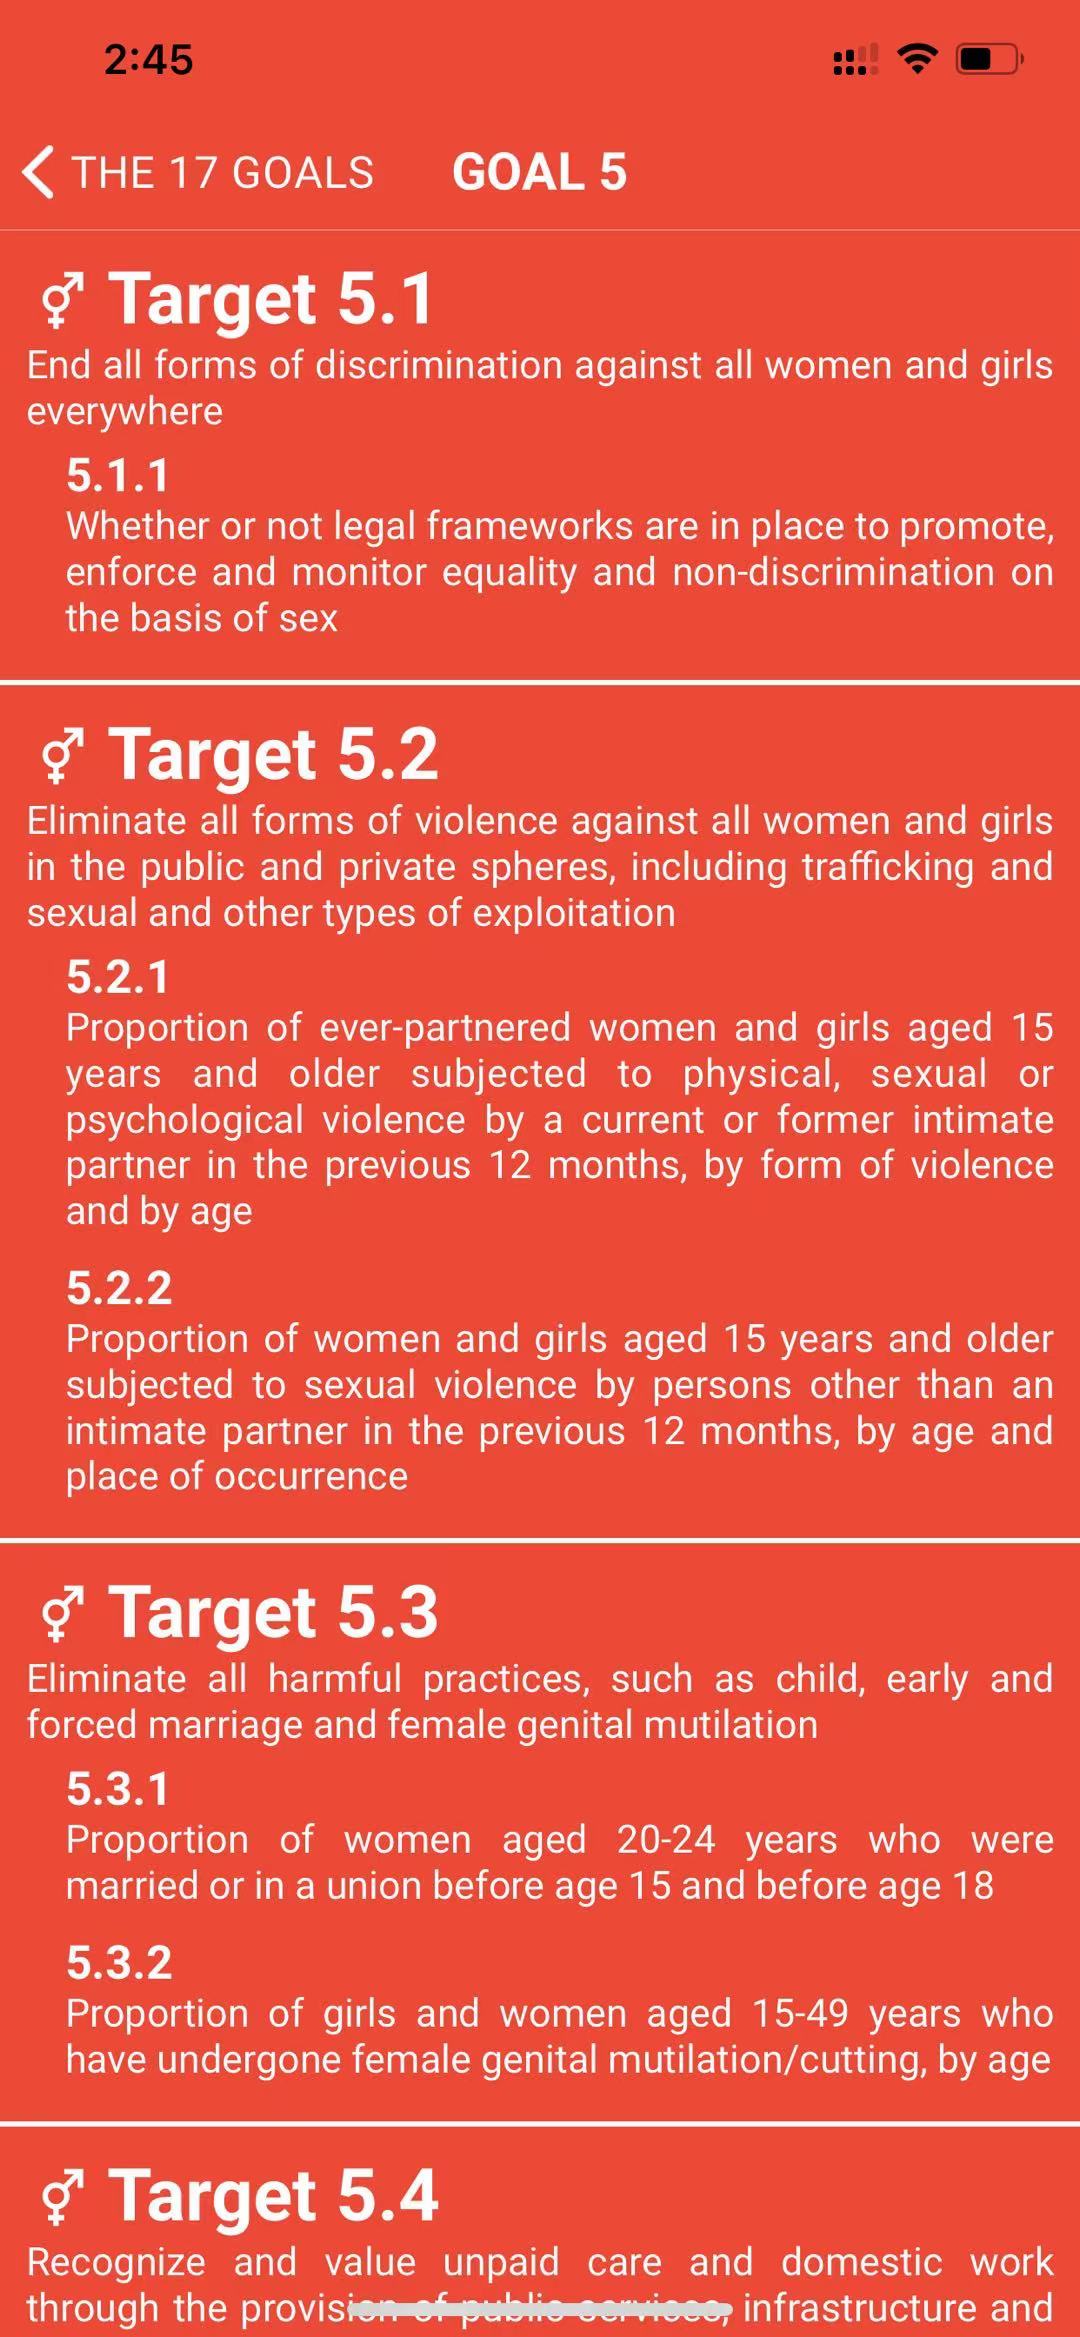 2:45
THE 17 GOALS GOAL 5
Target 5.1
End all forms of discrimination against all women and girls
everywhere
5.1.1
Whether or not legal frameworks are in place to promote,
enforce and monitor equality and non-discrimination on
the basis of sex
Target 5.2
Eliminate all forms of violence against all women and girls
in the public and private spheres, including trafficking and
sexual and other types of exploitation
5.2.1
Proportion of ever-partnered women and girls aged 15
years and older subjected to physical, sexual or
psychological violence by a current or former intimate
partner in the previous 12 months, by form of violence
and by age
5.2.2
Proportion of women and girls aged 15 years and older
subjected to sexual violence by persons other than an
intimate partner in the previous 12 months, by age and
place of occurrence
Target 5.3
Eliminate all harmful practices, such as child, early and
forced marriage and female genital mutilation
5.3.1
Proportion of women aged 20-24 years who were
married or in a union before age 15 and before age 18
5.3.2
Proportion of girls and women aged 15-49 years who
have undergone female genital mutilation/cutting, by age
Target 5.4
Recognize and value unpaid care and domestic work
through the provision of public services, infrastructure and